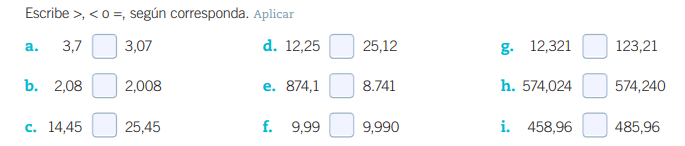 Escribe >, < o =, según corresponda. Aplicar
a. 3,7 3,07 d. 12,25 25,12 g. 12,321 123,21
b. 2,08 2,008 e. 874,1 8.741 h. 574,024 574,240
c. 14,45 25,45 f. 9,99 9,990 i. 458,96 485,96